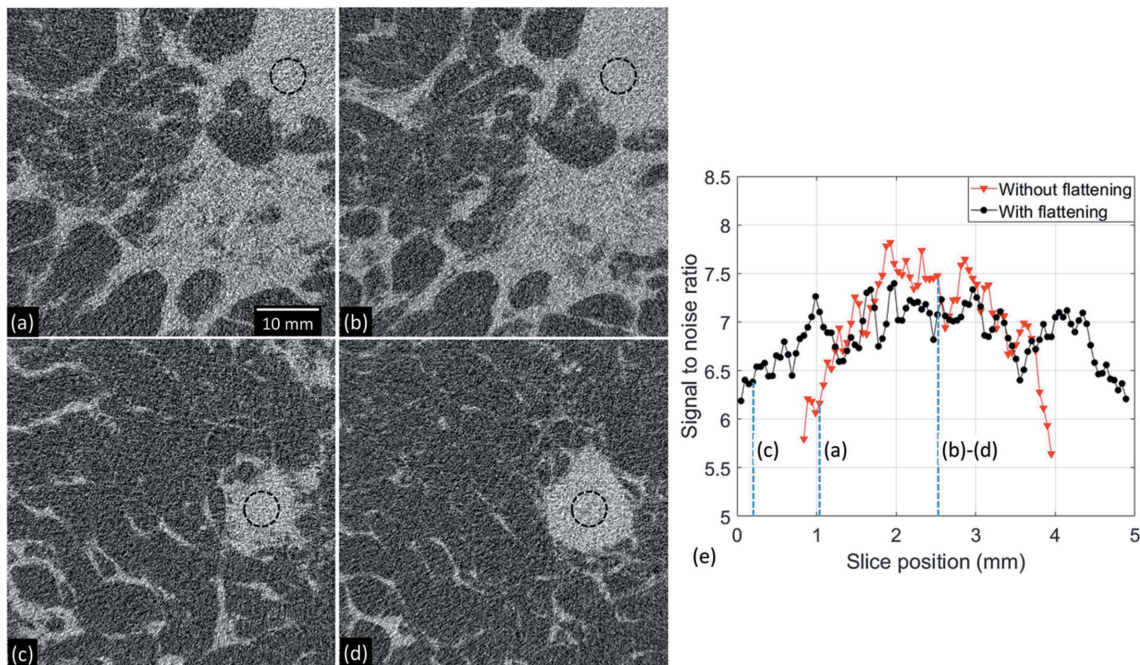 (a)
10 mm
(b)
(c)
(d)
Without flattening
With flattening
8.5
8
7.5
7
6.5
6
5.5
5
Signal to noise ratio
(c)
(a)
(b)-(d)
0
1
2
3
4
5
Slice position (mm)
(e)